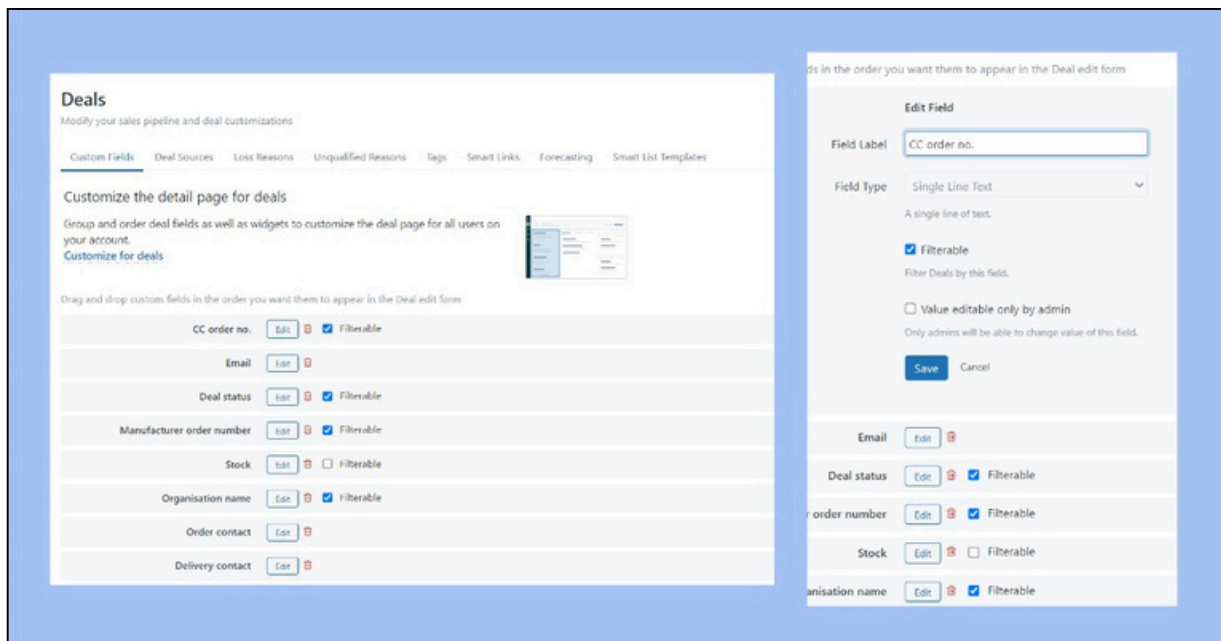 Deals
Modify your sales pipeline and deal customizations
Custom Fields Deal Sources Loss Reasons Unqualified Reasons Tags Smart Links Forecasting Smart List Templates
Customize the detail page for deals
Group and order deal fields as well as widgets to customize the deal page for all users on
your account.
Customize for deals
Drag and drop custom fields in the order you want them to appear in the Deal edit form
CC order no. Edit Filterable
Email Edit
Deal status Edit Filterable
Manufacturer order number Edit Filterable
Stock Edit Filterable
Organisation name Edit Filterable
Order contact Edit
Delivery contact Edit
ds in the order you want them to appear in the Deal edit form
Edit Field
Field Label CC order no.
Field Type Single Line Text
A single line of text.
Filterable
Filter Deals by this field.
Value editable only by admin
Only admins will be able to change value of this field.
Save Cancel
Email Edit
Deal status Edit Filterable
r order number Edit Filterable
Stock Edit Filterable
anisation name Edit Filterable